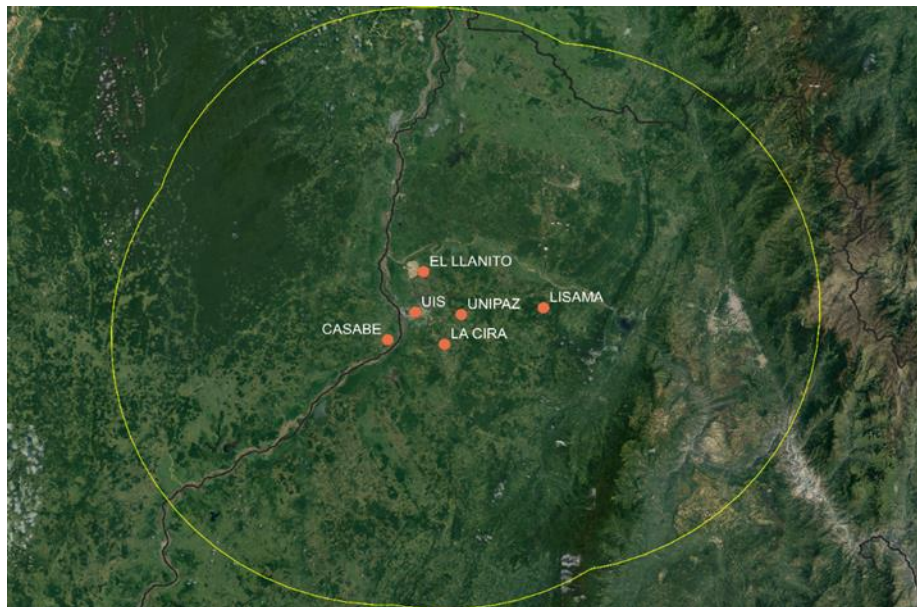 EL LLANITO
UIS
UNIPAZ
LISAMA
CASABE
LA CIRA